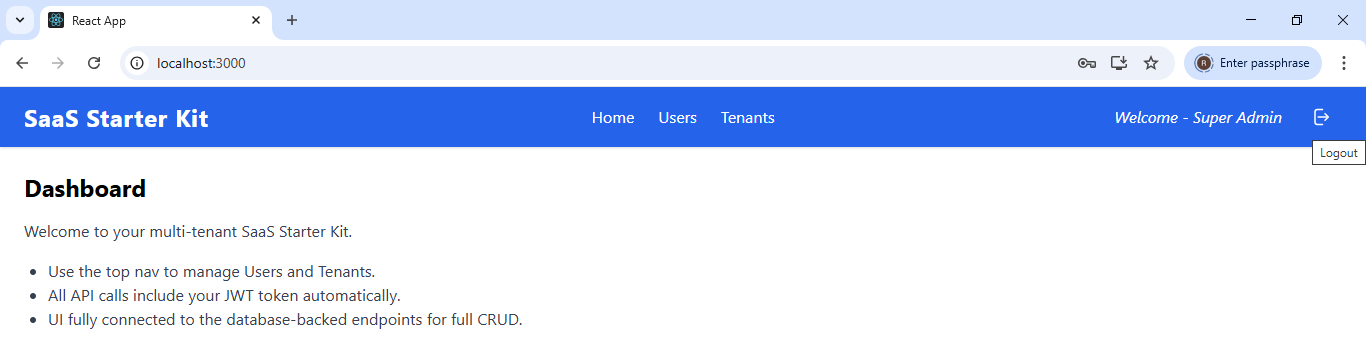 React App
localhost:3000
R Enter passphrase
SaaS Starter Kit Home Users Tenants Welcome - Super Admin
Logout
Dashboard
Welcome to your multi-tenant SaaS Starter Kit.
Use the top nav to manage Users and Tenants.
All API calls include your JWT token automatically.
UI fully connected to the database-backed endpoints for full CRUD.